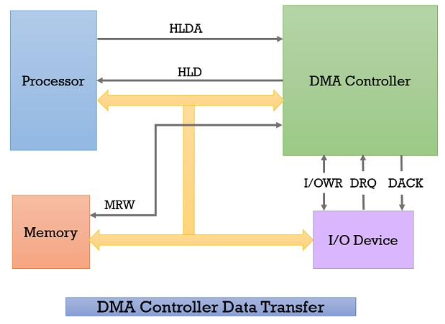 HLDA
Processor
HLD
DMA Controller
I/OWR DRQ DACK
MRW
Memory
I/O Device
DMA Controller Data Transfer